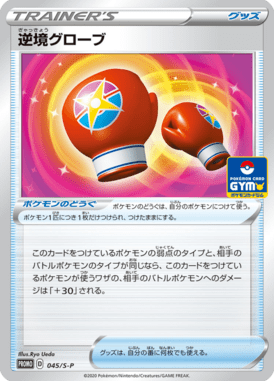 TRAINER'S
グッズ
ぎゃっきょう
逆境グローブ
POKÉMON CARD
GYM
ポケモンカードジム
ポケモンのどうぐ
ポケモンのどうぐは、自分のポケモンにつけて使う。
ポケモン1匹につき1枚だけつけられ、つけたままにする。
このカードをつけているポケモンの弱点のタイプと、相手の
バトルポケモンのタイプが同じなら、このカードをつけている
ポケモンが使うワザの、相手のバトルポケモンへのダメージ
は「+30」される。
Illus.Ryo Ueda
PROMO D 045/S-P
グッズは、自分の番に何枚でも使える。
©2020 Pokémon/Nintendo/Creatures/GAME FREAK.